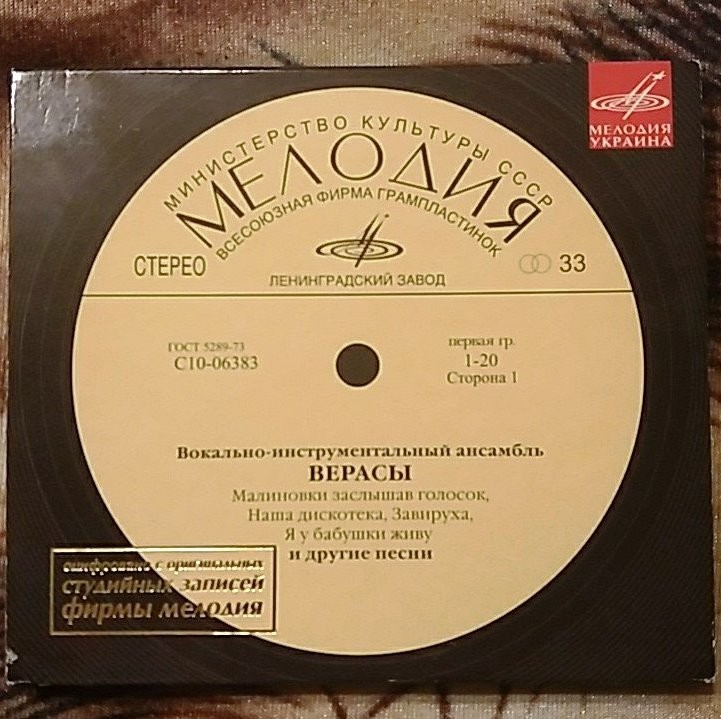 МЕЛОДИЯ
УКРАИНА
МИНИСТЕРСТВО КУЛЬТУРЫ СССР
МЕЛОДИЯ
ВСЕСОЮЗНАЯ ФИРМА ГРАМПЛАСТИНОК
СТЕРЕО
33
ЛЕНИНГРАДСКИЙ ЗАВОД
ГОСТ 5289-73
С10-06383
первая гр.
1-20
Сторона 1
Вокально-инструментальный ансамбль
ВЕРАСЫ
Малиновки заслышав голосок,
Наша дискотека, Завируха,
Я у бабушки живу
и другие песни
оцифровано с оригинальных
студийных записей
фирмы мелодия